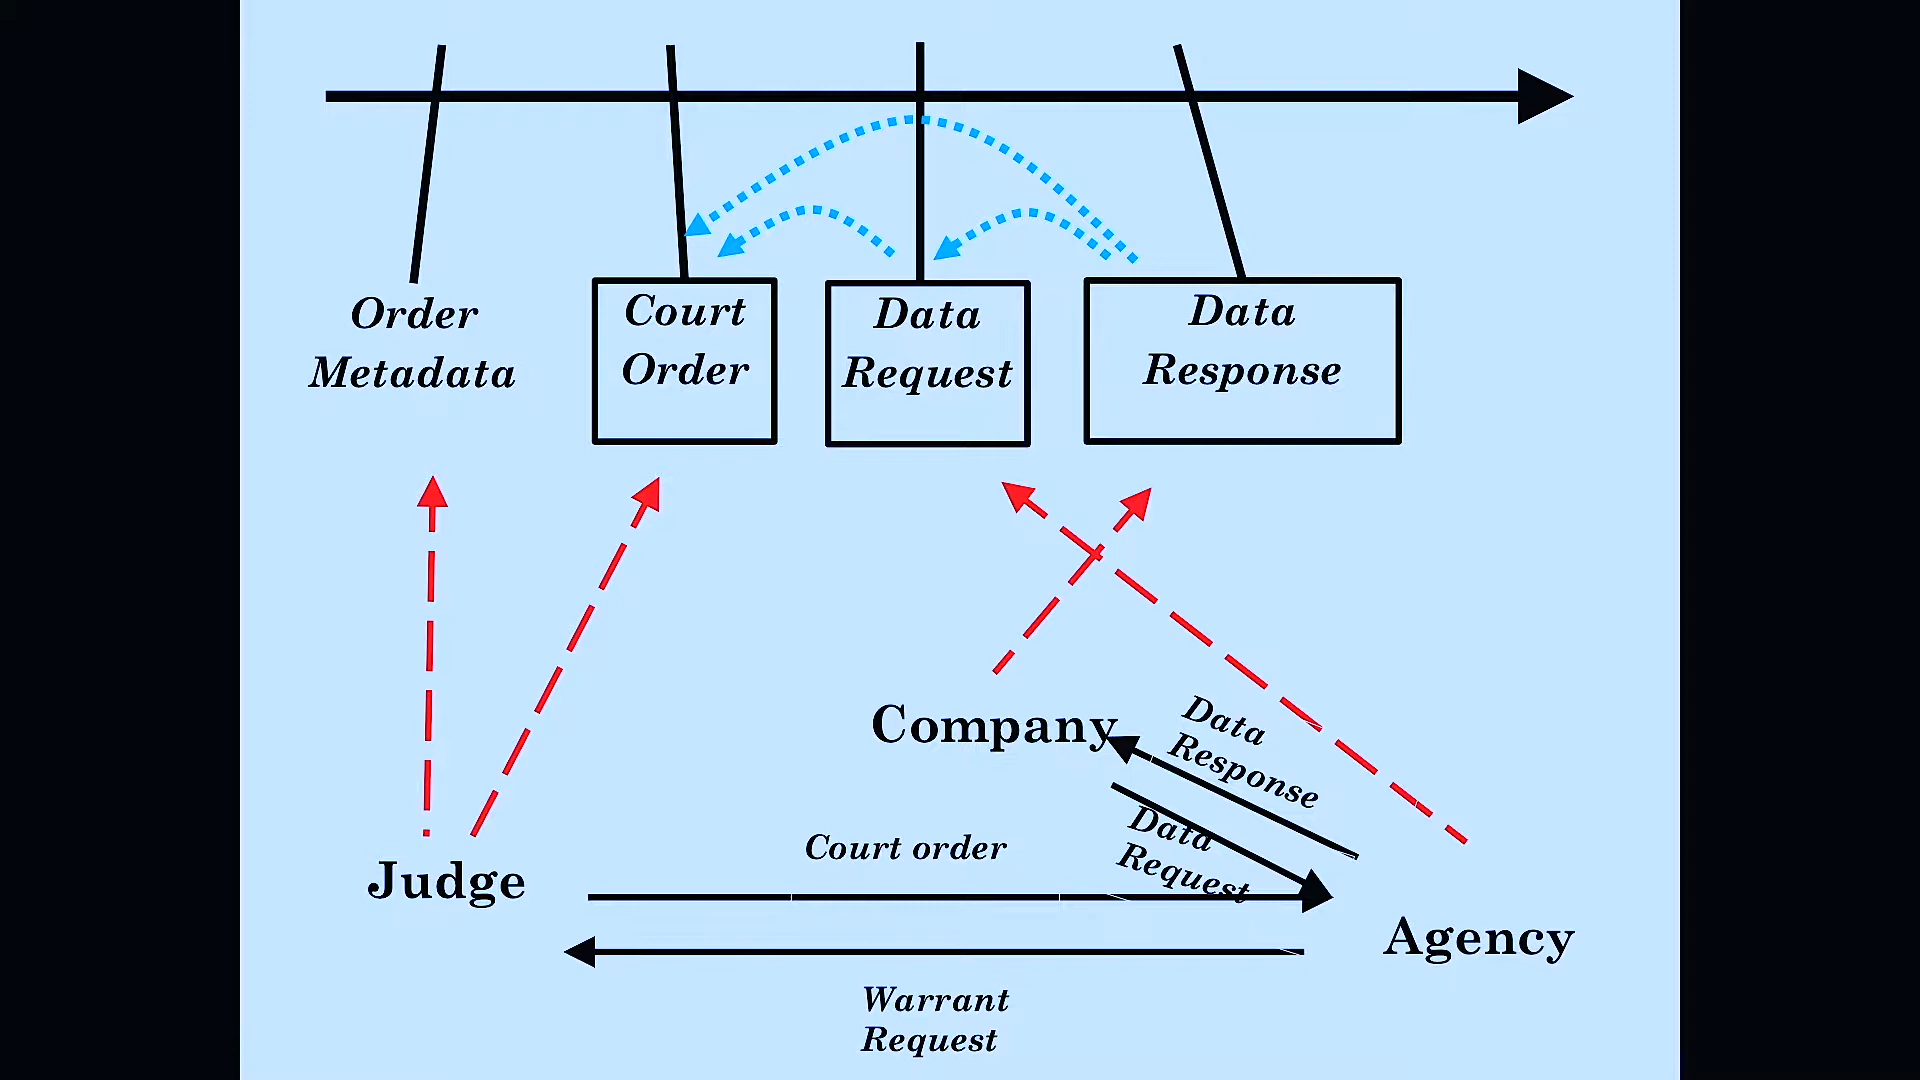 Order
Metadata
Court
Order
Data
Request
Data
Response
Company
Data
Response
Data
Request
Court order
Judge
Agency
Warrant
Request